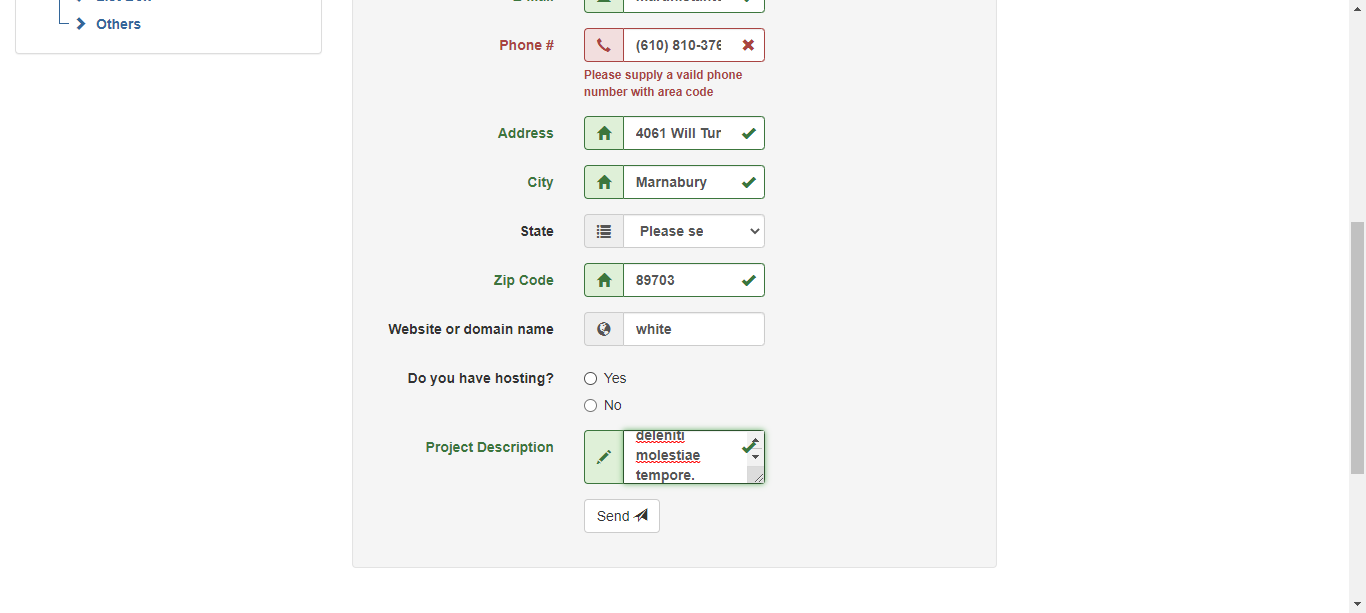 Others
Phone #
(610) 810-376
Please supply a vaild phone
number with area code
Address
4061 Will Tur
City
Marnabury
State
Please se
Zip Code
89703
Website or domain name
white
Do you have hosting?
Yes
No
Project Description
deleniti
molestiae
tempore.
Send